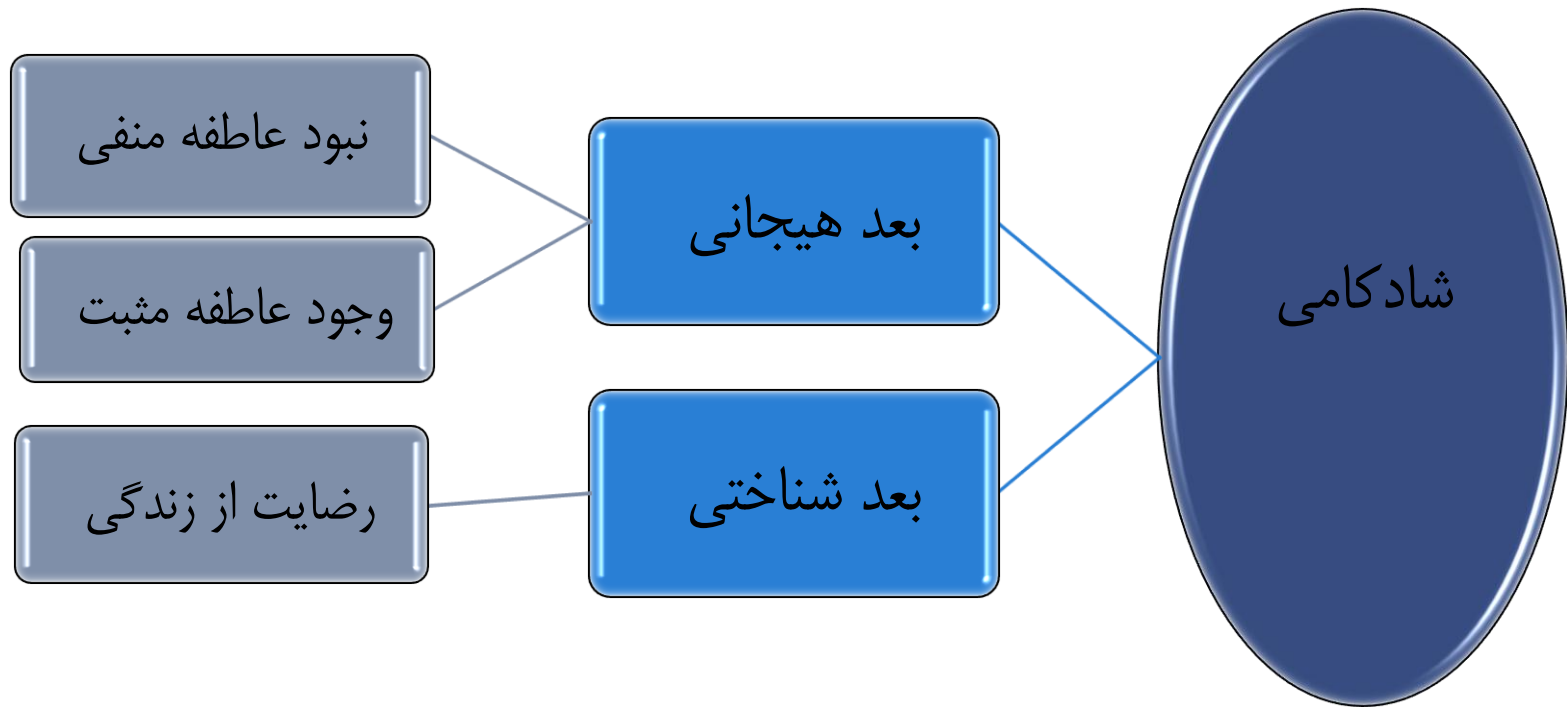 شادکامی
بعد هیجانی
نبود عاطفه منفی
وجود عاطفه مثبت
بعد شناختی
رضایت از زندگی